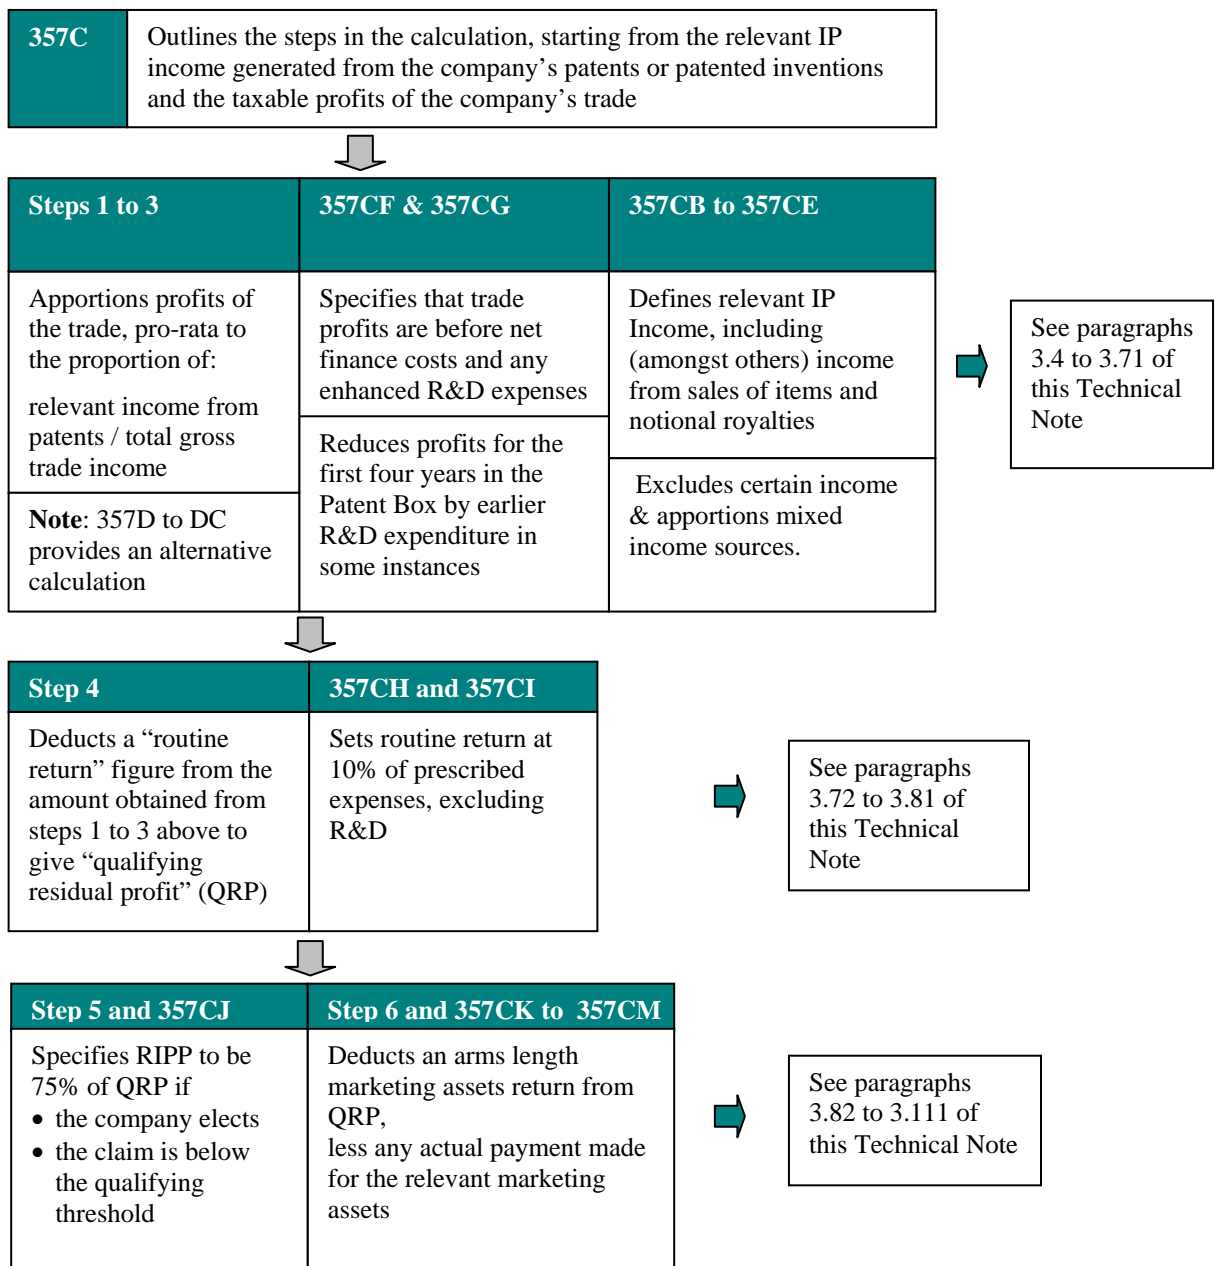 357C
Outlines the steps in the calculation, starting from the relevant IP
income generated from the company’s patents or patented inventions
and the taxable profits of the company’s trade
Steps 1 to 3
357CF & 357CG
357CB to 357CE
Apportions profits of
the trade, pro-rata to
the proportion of:
relevant income from
patents / total gross
trade income
Note: 357D to DC
provides an alternative
calculation
Specifies that trade
profits are before net
finance costs and any
enhanced R&D expenses
Reduces profits for the
first four years in the
Patent Box by earlier
R&D expenditure in
some instances
Defines relevant IP
Income, including
(amongst others) income
from sales of items and
notional royalties
Excludes certain income
& apportions mixed
income sources.
See paragraphs
3.4 to 3.71 of
this Technical
Note
Step 4
357CH and 357CI
Deducts a “routine
return” figure from the
amount obtained from
steps 1 to 3 above to
give “qualifying
residual profit” (QRP)
Sets routine return at
10% of prescribed
expenses, excluding
R&D
See paragraphs
3.72 to 3.81 of
this Technical
Note
Step 5 and 357CJ
Step 6 and 357CK to 357CM
Specifies RIPP to be
75% of QRP if
• the company elects
• the claim is below
the qualifying
threshold
Deducts an arms length
marketing assets return from
QRP,
less any actual payment made
for the relevant marketing
assets
See paragraphs
3.82 to 3.111 of
this Technical Note